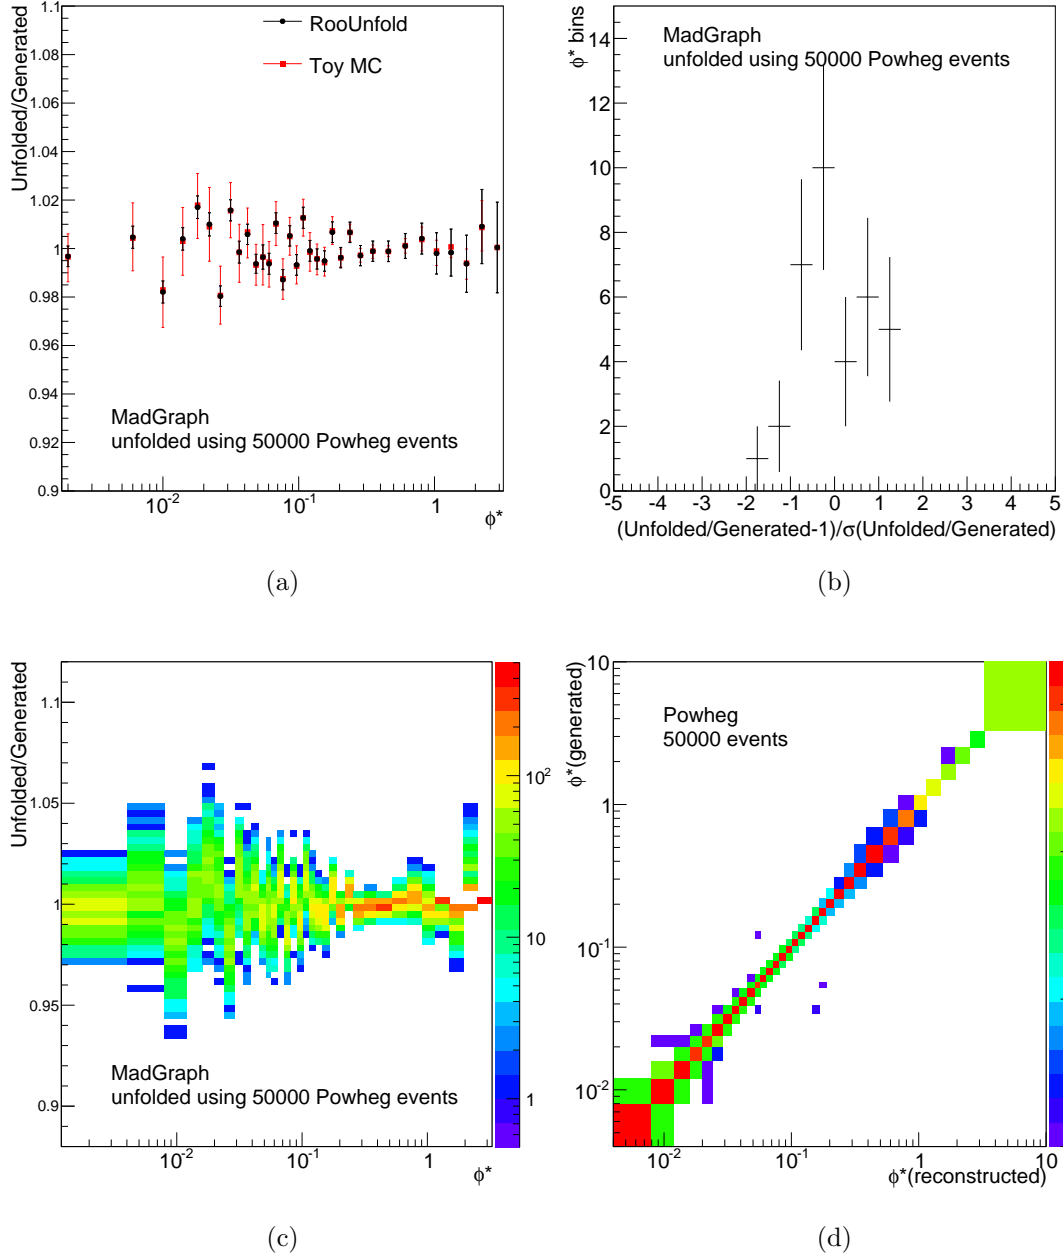 Unfolded/Generated
1.1
1.08
1.06
1.04
1.02
1
0.98
0.96
0.94
0.92
0.9
RooUnfold
Toy MC
MadGraph
unfolded using 50000 Powheg events
10⁻² 10⁻¹ 1
ϕ*
(a)
ϕ* bins
14
12
10
8
6
4
2
0
MadGraph
unfolded using 50000 Powheg events
-5 -4 -3 -2 -1 0 1 2 3 4 5
(Unfolded/Generated-1)/σ(Unfolded/Generated)
(b)
Unfolded/Generated
1.1
1.05
1
0.95
0.9
MadGraph
unfolded using 50000 Powheg events
10⁻² 10⁻¹ 1
ϕ*
10²
10
1
(c)
ϕ*(generated)
10
1
10⁻¹
10⁻²
Powheg
50000 events
10⁻² 10⁻¹ 1 10
ϕ*(reconstructed)
(d)